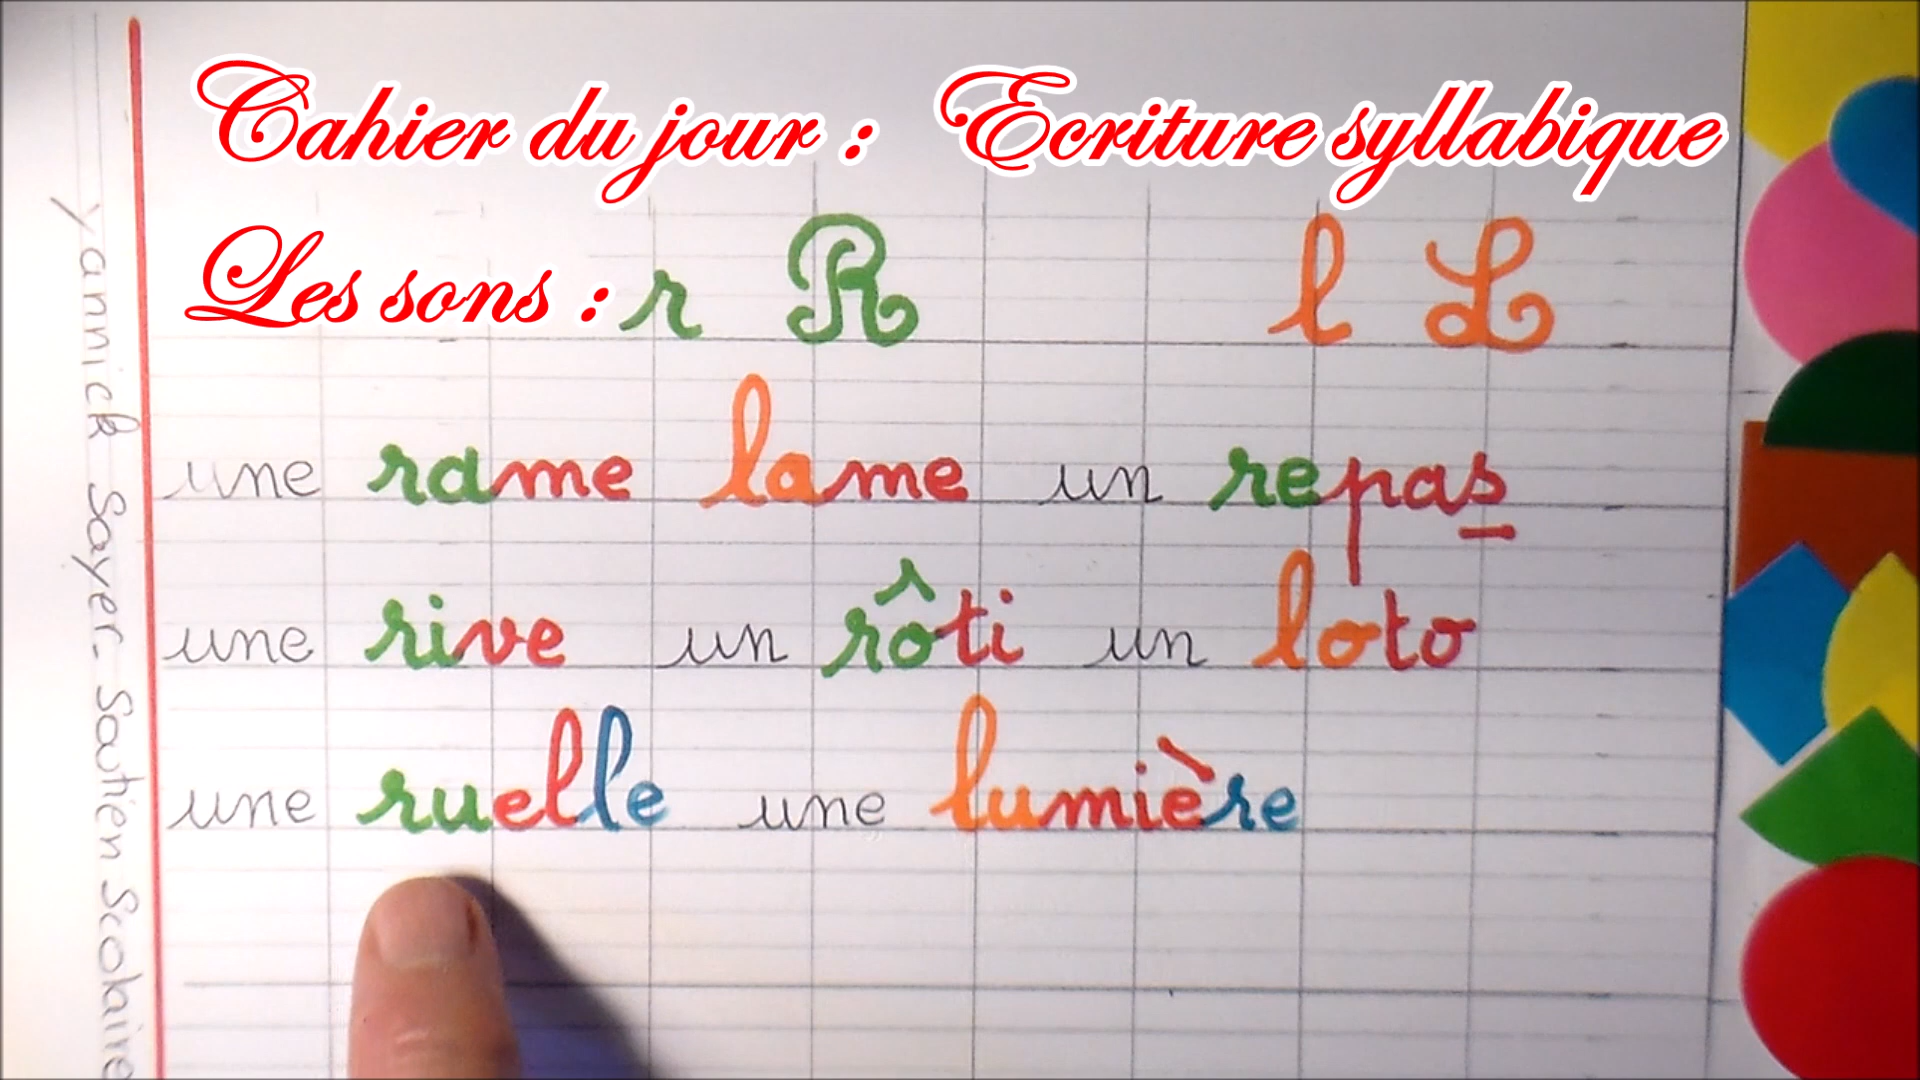 Cahier du jour : Ecriture syllabique
Les sons : r R l L
une rame lame un repas
une rive un rôti un loto
une ruelle une lumière
yannick Sayer. Soutien Scolaire